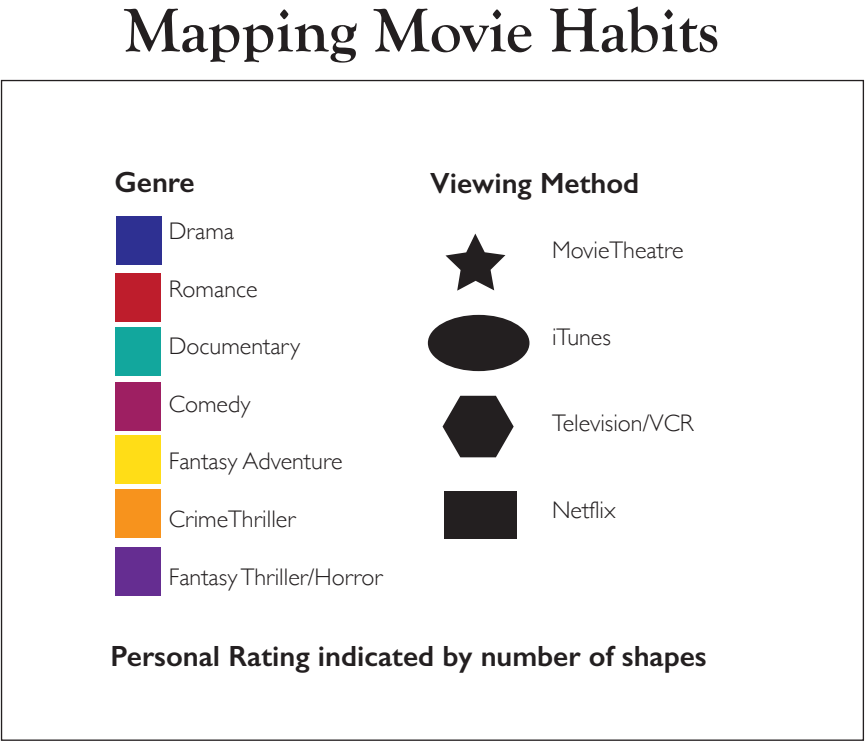 Mapping Movie Habits
Genre
Drama
Romance
Documentary
Comedy
Fantasy Adventure
CrimeThriller
Fantasy Thriller/Horror
Viewing Method
MovieTheatre
iTunes
Television/VCR
Netflix
Personal Rating indicated by number of shapes